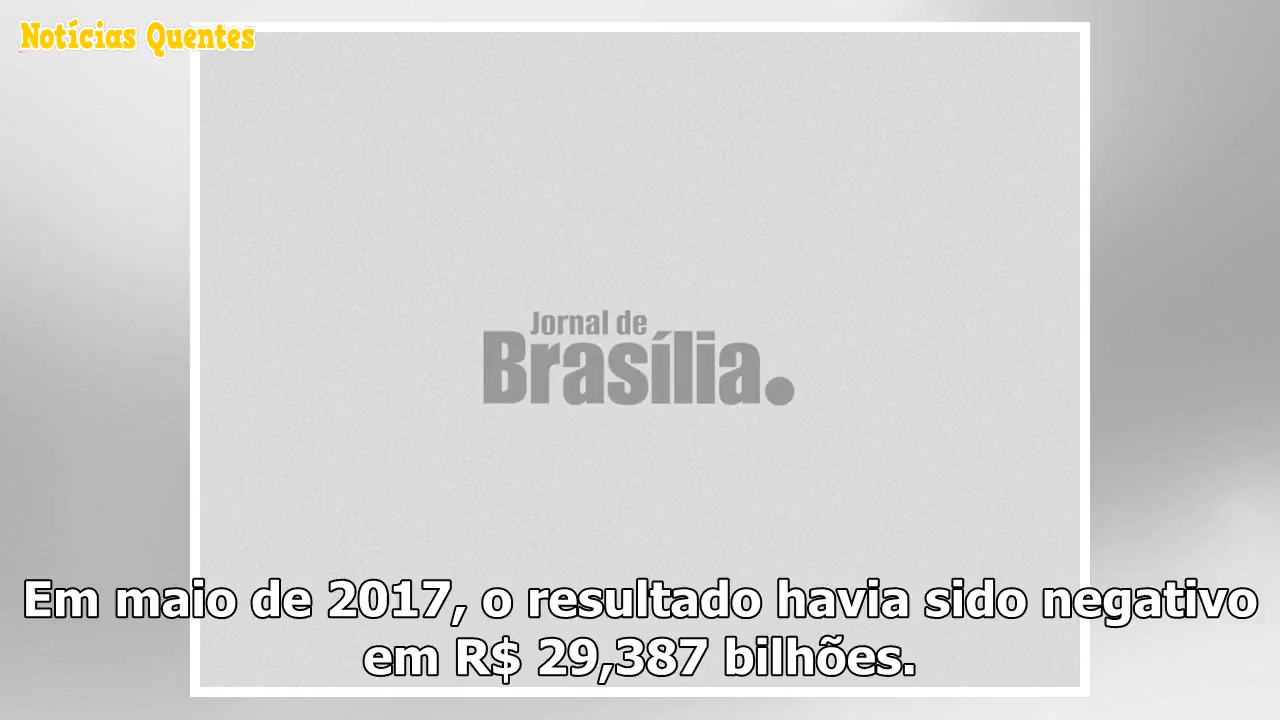 Notícias Quentes
Jornal de
Brasília.
Em maio de 2017, o resultado havia sido negativo
em R$ 29,387 bilhões.